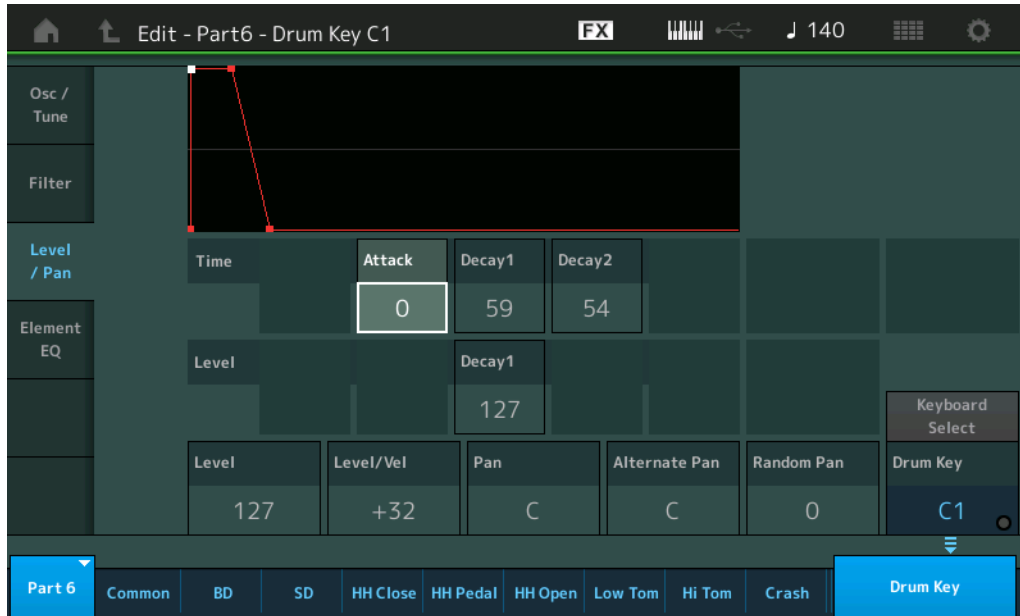 Edit - Part6 - Drum Key C1 FX ♩ 140
Osc /
Tune
Filter
Level
/ Pan
Element
EQ
Time Attack Decay1 Decay2
0 59 54
Level Decay1
127
Keyboard
Select
Level Level/Vel Pan Alternate Pan Random Pan Drum Key
127 +32 C C 0 C1
Part 6 Common BD SD HH Close HH Pedal HH Open Low Tom Hi Tom Crash Drum Key